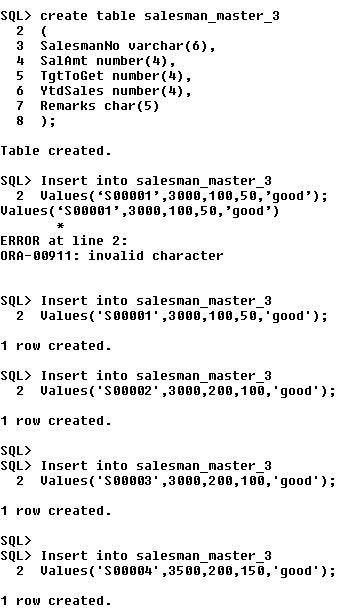 SQL> create table salesman_master_3
2 (
3 SalesmanNo varchar(6),
4 SalAmt number(4),
5 TgtToGet number(4),
6 YtdSales number(4),
7 Remarks char(5)
8 );
Table created.
SQL> Insert into salesman_master_3
2 Values(‘S00001’,3000,100,50,’good’);
Values(‘S00001’,3000,100,50,’good’)
*
ERROR at line 2:
ORA-00911: invalid character
SQL> Insert into salesman_master_3
2 Values('S00001',3000,100,50,'good');
1 row created.
SQL> Insert into salesman_master_3
2 Values('S00002',3000,200,100,'good');
1 row created.
SQL>
SQL> Insert into salesman_master_3
2 Values('S00003',3000,200,100,'good');
1 row created.
SQL>
SQL> Insert into salesman_master_3
2 Values('S00004',3500,200,150,'good');
1 row created.